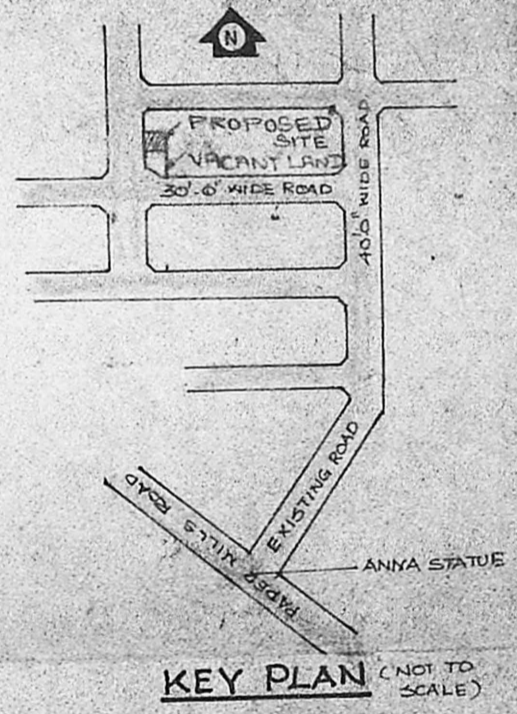 N
PROPOSED
SITE
VACANT LAND
30'-0" WIDE ROAD
40'0" WIDE ROAD
EXISTING ROAD
PAPER MILLS ROAD
ANNA STATUE
KEY PLAN (NOT TO
SCALE)